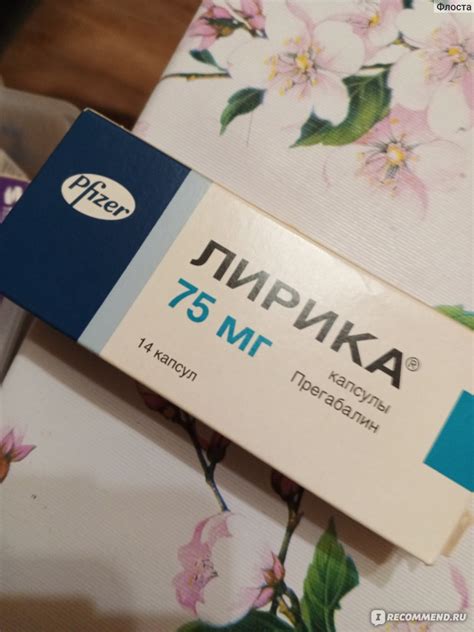 Флоста
Pfizer
ЛИРИКА®
75 мг
капсулы
14 капсул
Прегабалин
I RECOMMEND.RU